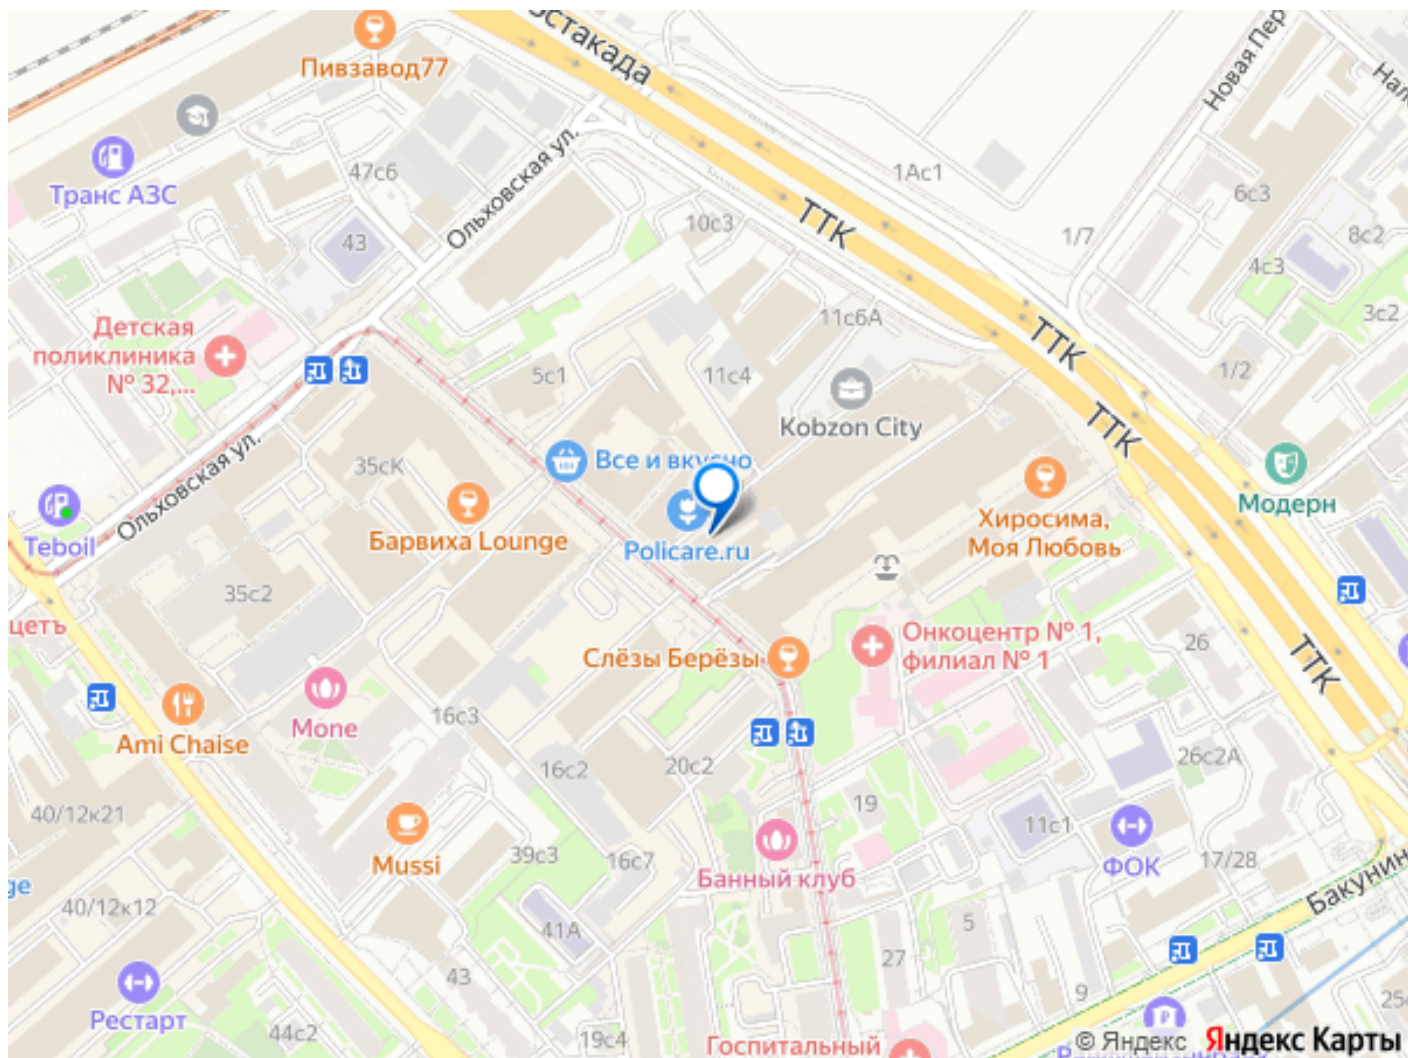 Эстакада
Пивзавод77
Новая Пер
Нал
Транс АЗС
47с6
Ольховская ул.
1Ас1
6с3
10с3
ТТК
1/7
8с2
43
4с3
3с2
Детская
поликлиника
№ 32,...
11с6А
ТТК
1/2
5с1
11с4
Kobzon City
ТТК
Ольховская ул.
35сК
Все и вкусно
Модерн
Teboil
Барвиха Lounge
Policare.ru
Хиросима,
Моя Любовь
35с2
цетъ
Слёзы Берёзы
Онкоцентр № 1,
филиал № 1
26
ТТК
Mone
16с3
Ami Chaise
16с2
20с2
26с2А
40/12к21
19
11с1
Mussi
39с3
16с7
Банный клуб
ФОК
17/28
ge
40/12к12
41А
5
Бакунин
43
27
9
25с
Рестарт
44с2
19с4
Госпитальный
© Яндекс Яндекс Карты